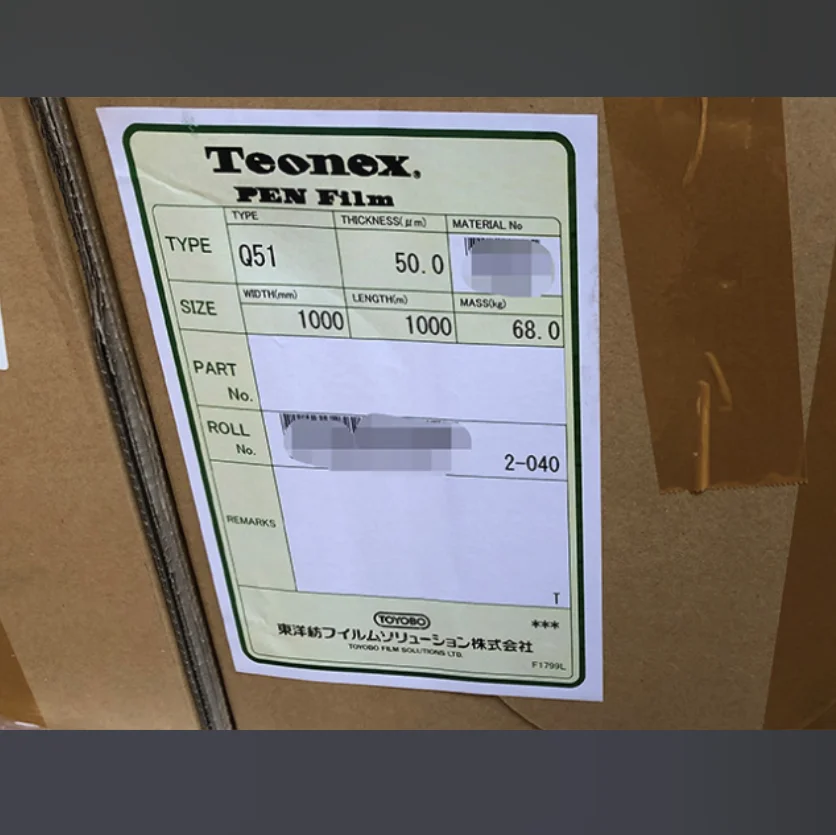 Teonex.
PEN Film
TYPE
TYPE
THICKNESS(μm)
MATERIAL No
Q51
50.0
SIZE
WIDTH(mm)
LENGTH(m)
MASS(kg)
1000
1000
68.0
PART
No.
ROLL
No.
2-040
REMARKS
T
TOYOBO
***
東洋紡フイルムソリューション株式会社
TOYOBO FILM SOLUTIONS LTD.
F1799L